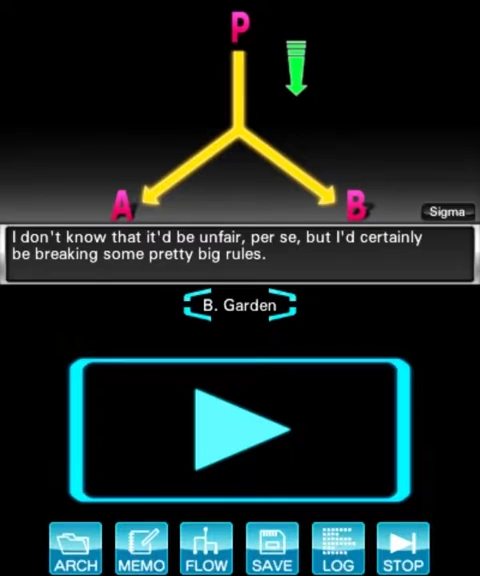 P
A
B
Sigma
I don't know that it'd be unfair, per se, but I'd certainly
be breaking some pretty big rules.
B. Garden
ARCH
MEMO
FLOW
SAVE
LOG
STOP